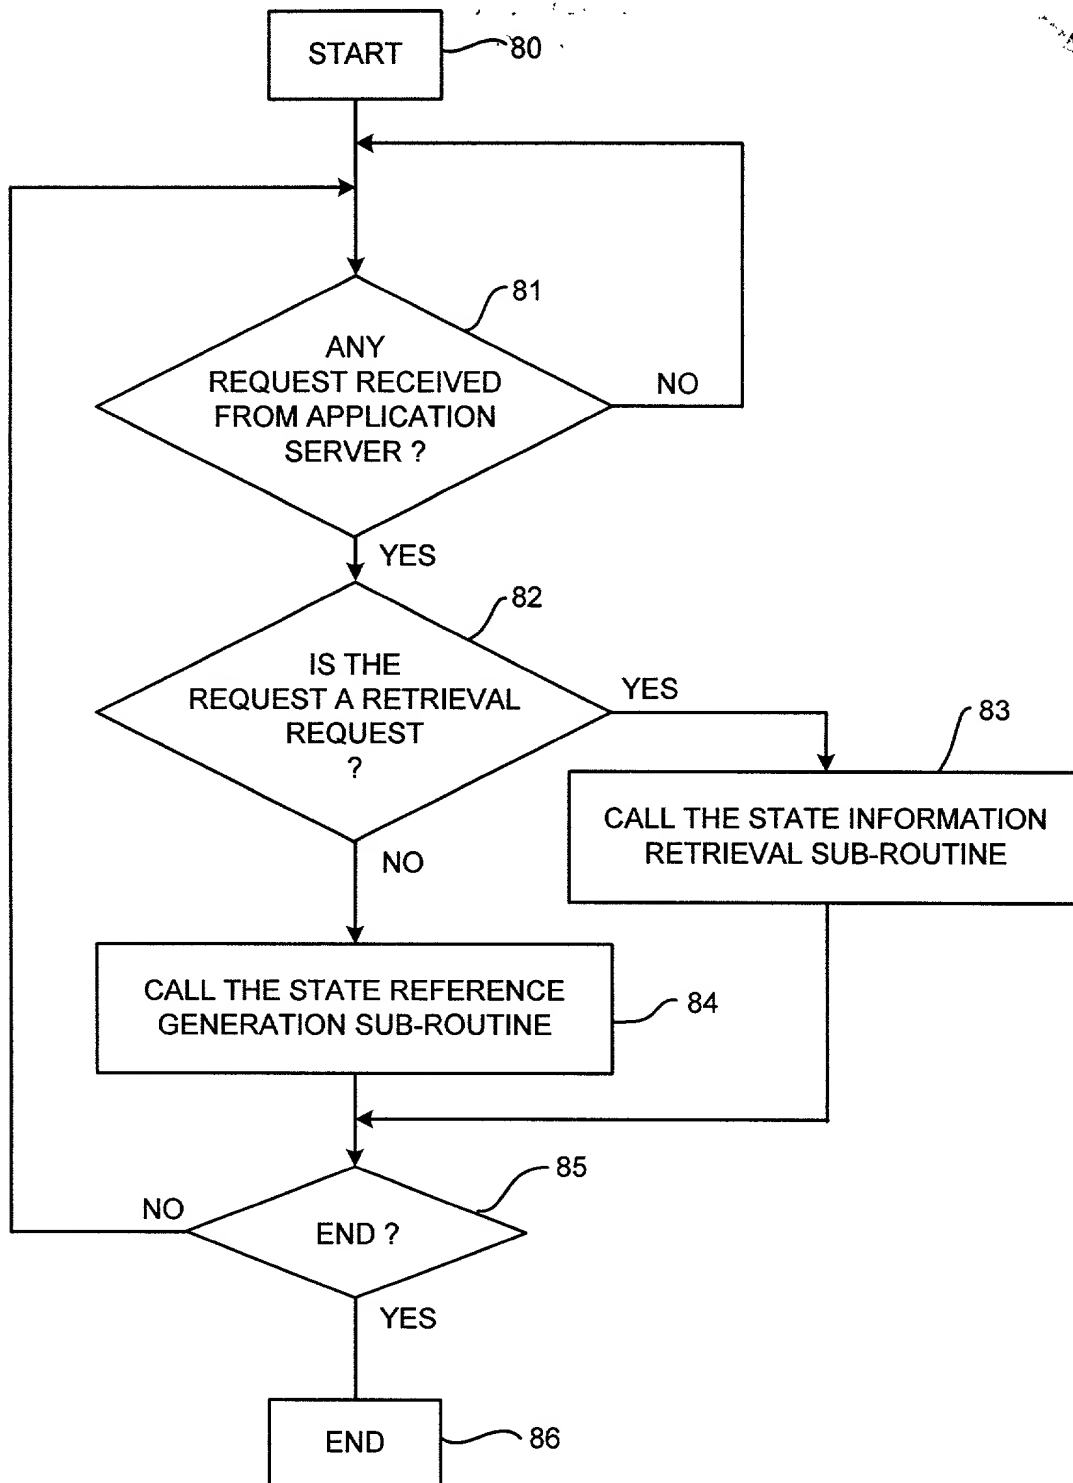 START
80
81
ANY
REQUEST RECEIVED
FROM APPLICATION
SERVER ?
NO
YES
82
IS THE
REQUEST A RETRIEVAL
REQUEST
?
YES
83
CALL THE STATE INFORMATION
RETRIEVAL SUB-ROUTINE
NO
CALL THE STATE REFERENCE
GENERATION SUB-ROUTINE
84
85
NO
END ?
YES
END
86